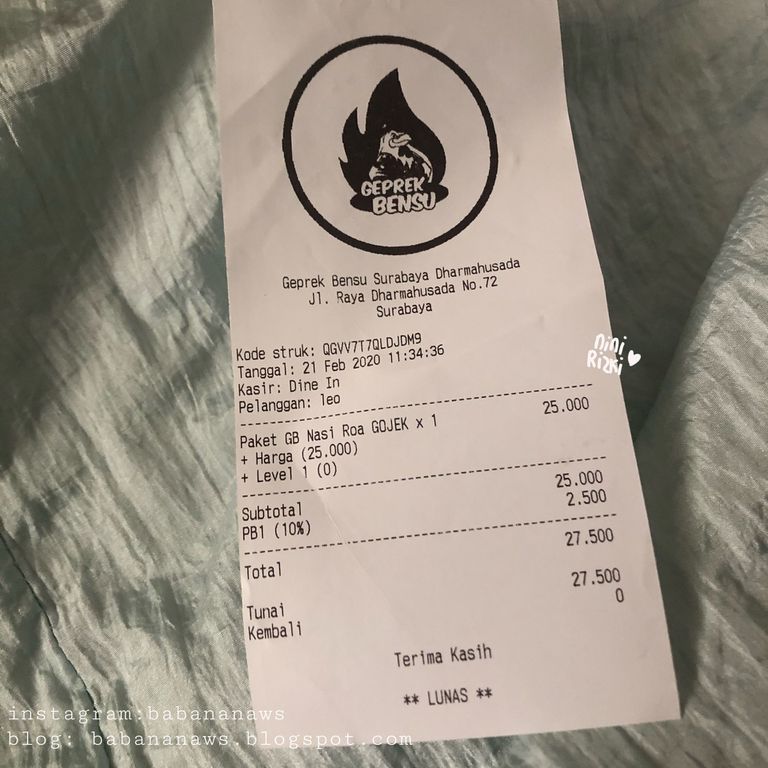 GEPREK
BENSU
Geprek Bensu Surabaya Dharmahusada
Jl. Raya Dharmahusada No.72
Surabaya
Kode struk: QGVV7T7QLDJDM9
Tanggal: 21 Feb 2020 11:34:36
Kasir: Dine In
Pelanggan: leo
Paket GB Nasi Roa GOJEK x 1 25.000
+ Harga (25.000)
+ Level 1 (0)
Subtotal 25.000
PB1 (10%) 2.500
Total 27.500
Tunai 27.500
Kembali 0
Terima Kasih
** LUNAS **
nini
Rizki
instagram:babananaws
blog: babananaws.blogspot.com